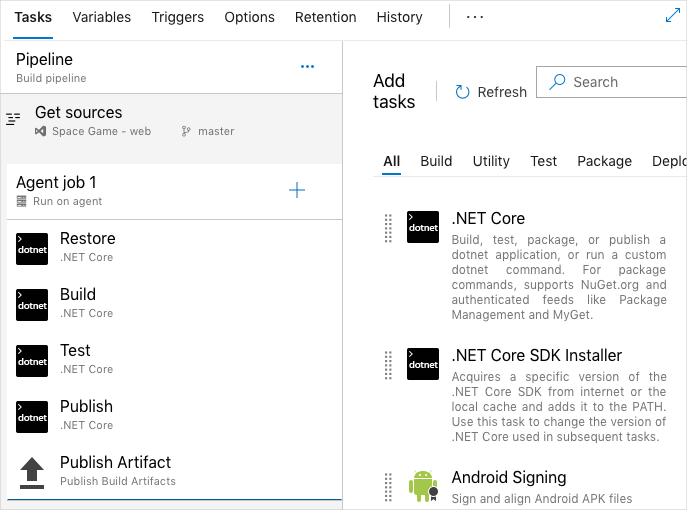 Tasks Variables Triggers Options Retention History ...
Pipeline
Build pipeline
...
Get sources
Space Game - web master
Agent job 1
Run on agent
dotnet
Restore
.NET Core
dotnet
Build
.NET Core
dotnet
Test
.NET Core
dotnet
Publish
.NET Core
Publish Artifact
Publish Build Artifacts
Add
tasks
Refresh
Search
All Build Utility Test Package Deplo
dotnet
.NET Core
Build, test, package, or publish a
dotnet application, or run a custom
dotnet command. For package
commands, supports NuGet.org and
authenticated feeds like Package
Management and MyGet.
dotnet
.NET Core SDK Installer
Acquires a specific version of the
.NET Core SDK from internet or the
local cache and adds it to the PATH.
Use this task to change the version of
.NET Core used in subsequent tasks.
Android Signing
Sign and align Android APK files